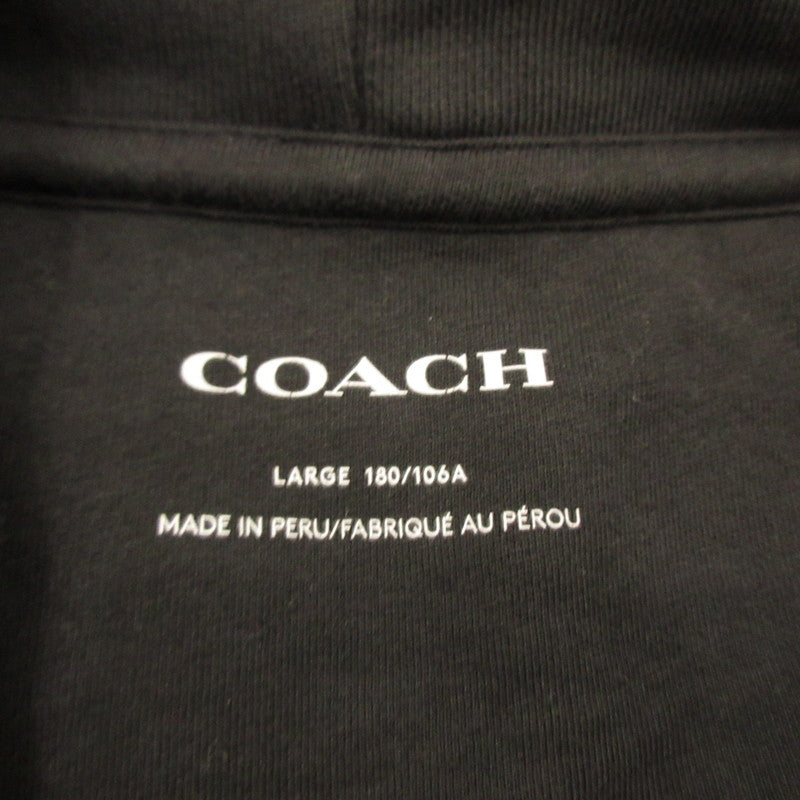 COACH
LARGE 180/106A
MADE IN PERU/FABRIQUÉ AU PÉROU